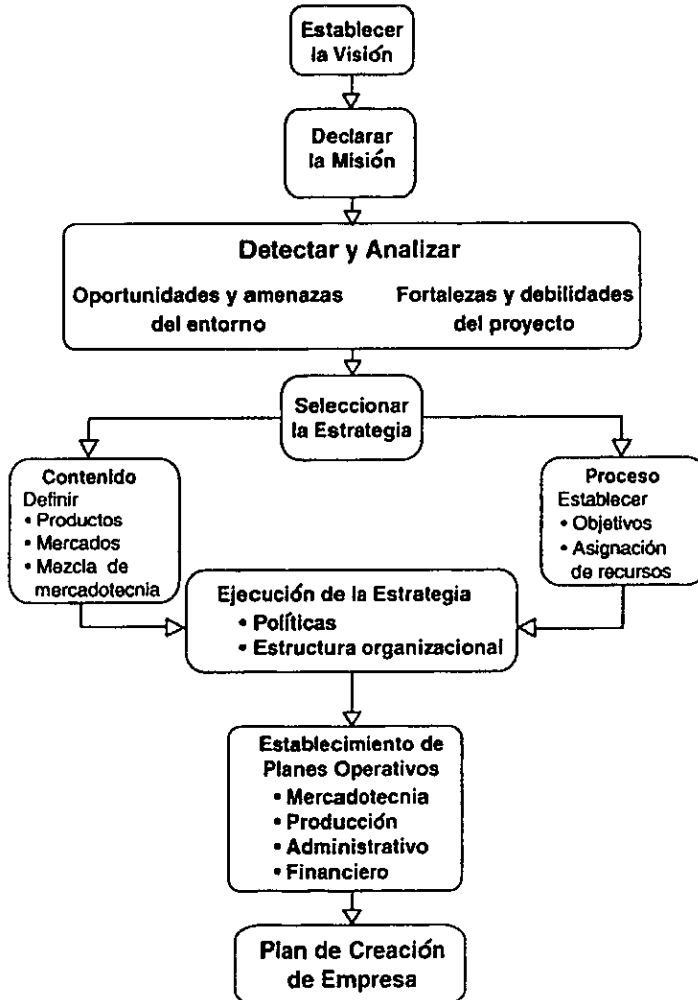 Establecer
la Visión
Declarar
la Misión
Detectar y Analizar
Oportunidades y amenazas
del entorno
Fortalezas y debilidades
del proyecto
Seleccionar
la Estrategia
Contenido
Definir
• Productos
• Mercados
• Mezcla de
mercadotecnia
Proceso
Establecer
• Objetivos
• Asignación
de recursos
Ejecución de la Estrategia
• Políticas
• Estructura organizacional
Establecimiento de
Planes Operativos
• Mercadotecnia
• Producción
• Administrativo
• Financiero
Plan de Creación
de Empresa